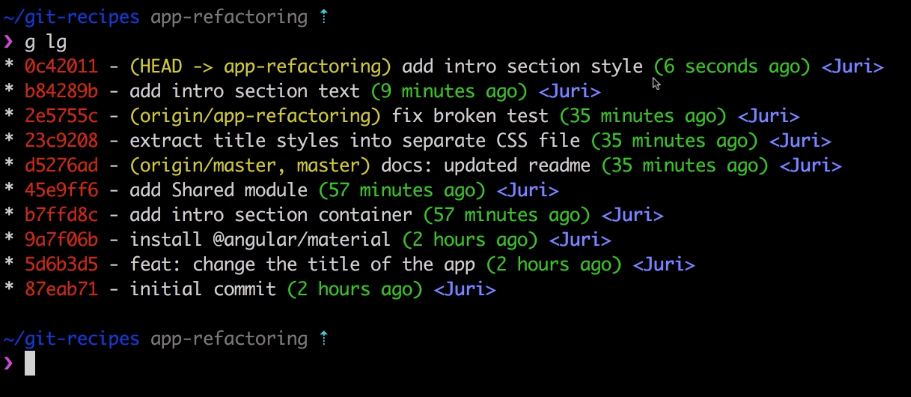 ~/git-recipes app-refactoring ⇡
❯ g lg
* 0c42011 - (HEAD -> app-refactoring) add intro section style (6 seconds ago) <Juri>
* b84289b - add intro section text (9 minutes ago) <Juri>
* 2e5755c - (origin/app-refactoring) fix broken test (35 minutes ago) <Juri>
* 23c9208 - extract title styles into separate CSS file (35 minutes ago) <Juri>
* d5276ad - (origin/master, master) docs: updated readme (35 minutes ago) <Juri>
* 45e9ff6 - add Shared module (57 minutes ago) <Juri>
* b7ffd8c - add intro section container (57 minutes ago) <Juri>
* 9a7f06b - install @angular/material (2 hours ago) <Juri>
* 5d6b3d5 - feat: change the title of the app (2 hours ago) <Juri>
* 87eab71 - initial commit (2 hours ago) <Juri>
~/git-recipes app-refactoring ⇡
❯